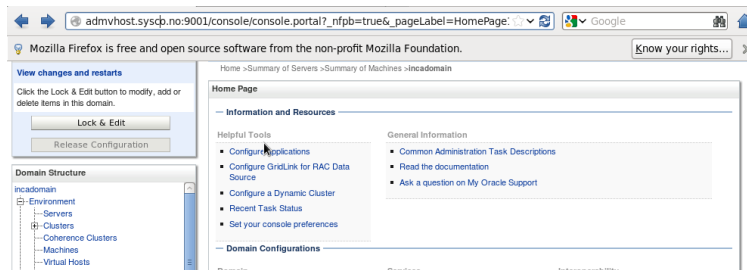 admvhost.syscp.no:9001/console/console.portal?_nfpb=true&_pageLabel=HomePage
Google
Mozilla Firefox is free and open source software from the non-profit Mozilla Foundation.
Know your rights...
View changes and restarts
Click the Lock & Edit button to modify, add or
delete items in this domain.
Lock & Edit
Release Configuration
Domain Structure
incadomain
Environment
Servers
Clusters
Coherence Clusters
Machines
Virtual Hosts
Home >Summary of Servers >Summary of Machines >incadomain
Home Page
Information and Resources
Helpful Tools
Configure applications
Configure GridLink for RAC Data
Source
Configure a Dynamic Cluster
Recent Task Status
Set your console preferences
General Information
Common Administration Task Descriptions
Read the documentation
Ask a question on My Oracle Support
Domain Configurations